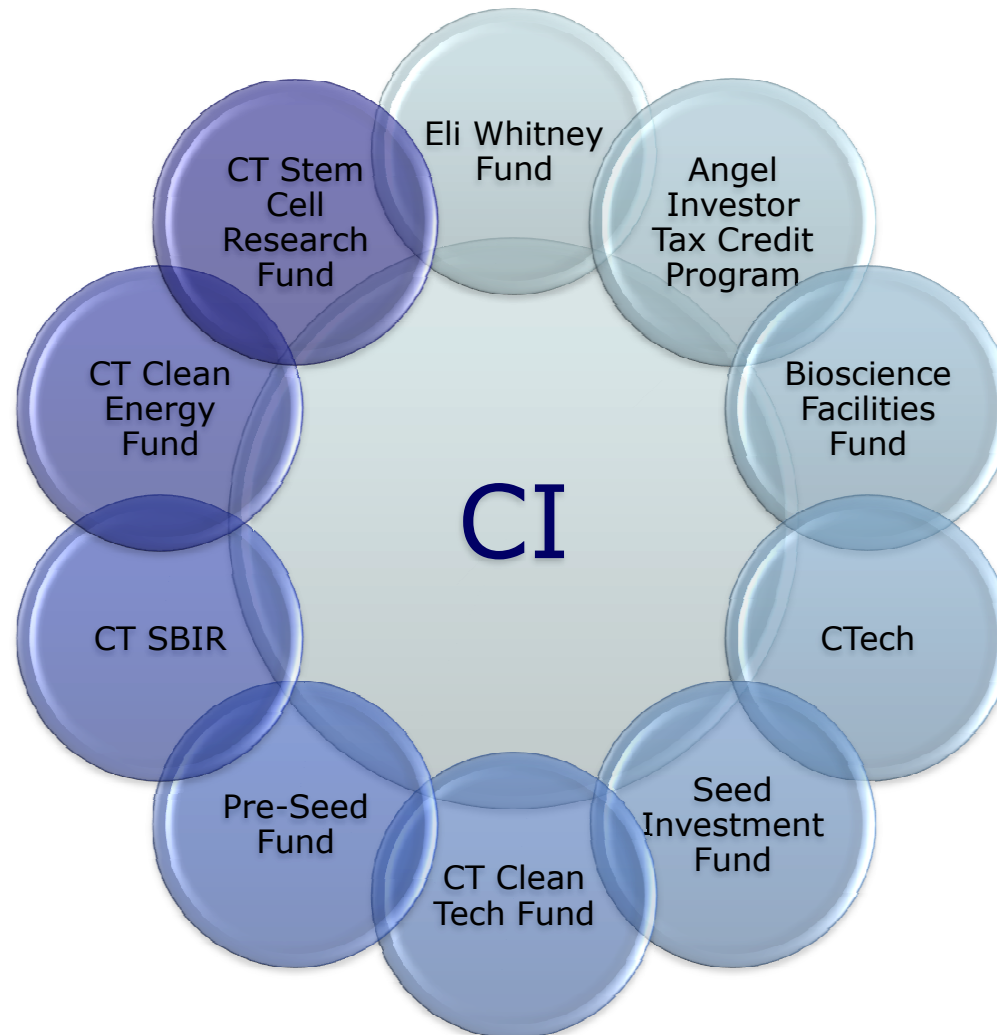 Eli Whitney
Fund
Angel
Investor
Tax Credit
Program
Bioscience
Facilities
Fund
CTech
Seed
Investment
Fund
CT Clean
Tech Fund
Pre-Seed
Fund
CT SBIR
CT Clean
Energy
Fund
CT Stem
Cell
Research
Fund
CI